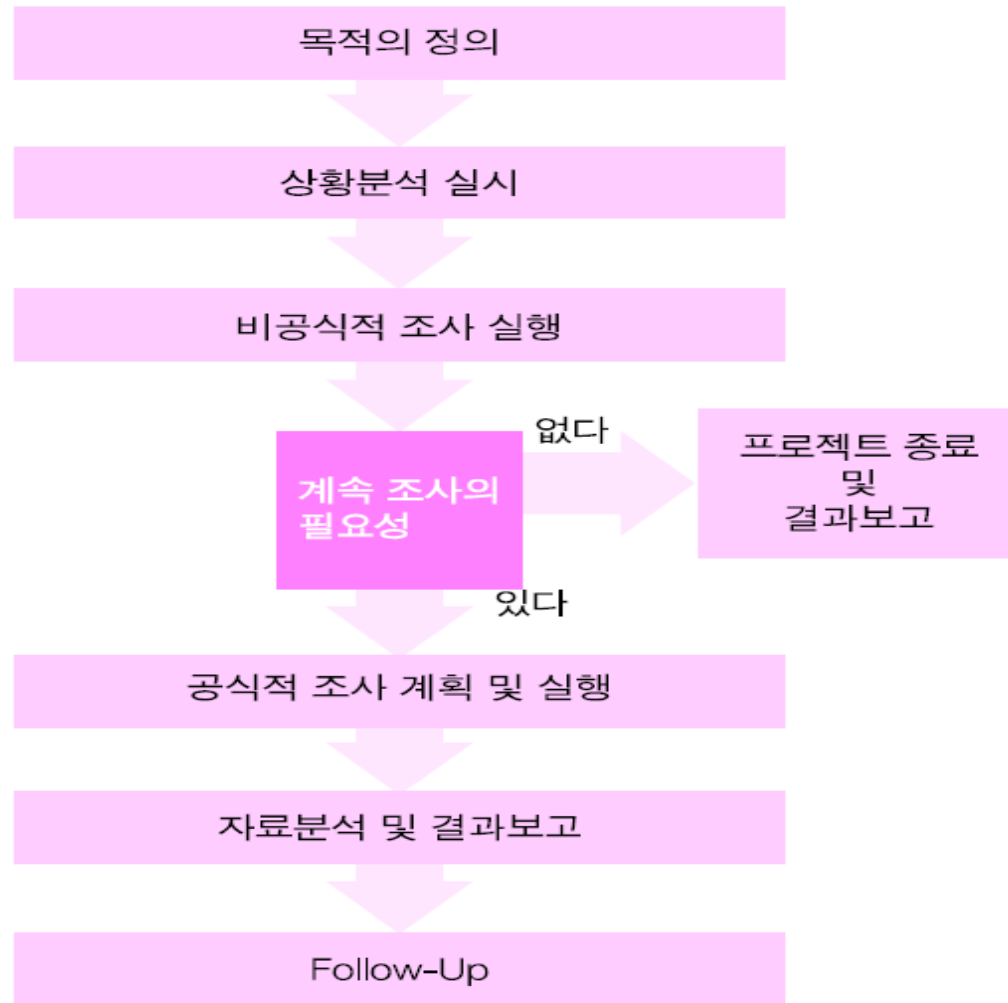 목적의 정의
상황분석 실시
비공식적 조사 실행
없다
계속 조사의
필요성
프로젝트 종료
및
결과보고
있다
공식적 조사 계획 및 실행
자료분석 및 결과보고
Follow-Up